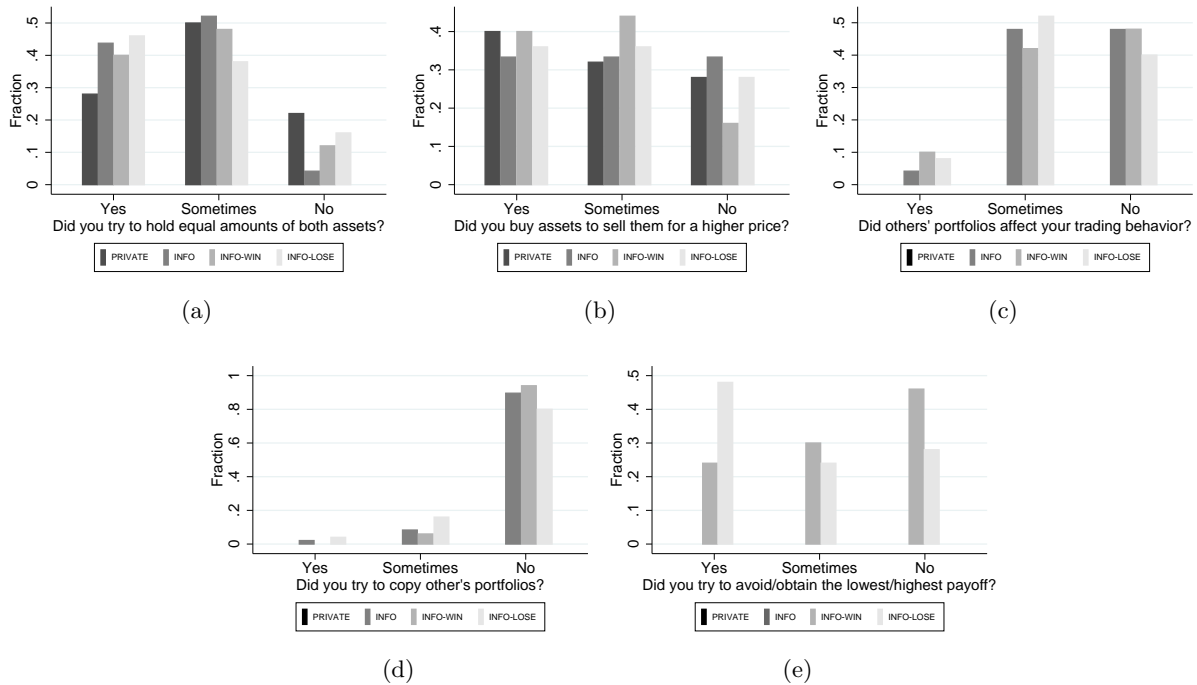 Fraction
0 .1 .2 .3 .4 .5
Yes Sometimes No
Did you try to hold equal amounts of both assets?
PRIVATE INFO INFO-WIN INFO-LOSE
(a)
Fraction
0 .1 .2 .3 .4
Yes Sometimes No
Did you buy assets to sell them for a higher price?
PRIVATE INFO INFO-WIN INFO-LOSE
(b)
Fraction
0 .1 .2 .3 .4 .5
Yes Sometimes No
Did others' portfolios affect your trading behavior?
PRIVATE INFO INFO-WIN INFO-LOSE
(c)
Fraction
0 .2 .4 .6 .8 1
Yes Sometimes No
Did you try to copy other's portfolios?
PRIVATE INFO INFO-WIN INFO-LOSE
(d)
Fraction
0 .1 .2 .3 .4 .5
Yes Sometimes No
Did you try to avoid/obtain the lowest/highest payoff?
PRIVATE INFO INFO-WIN INFO-LOSE
(e)